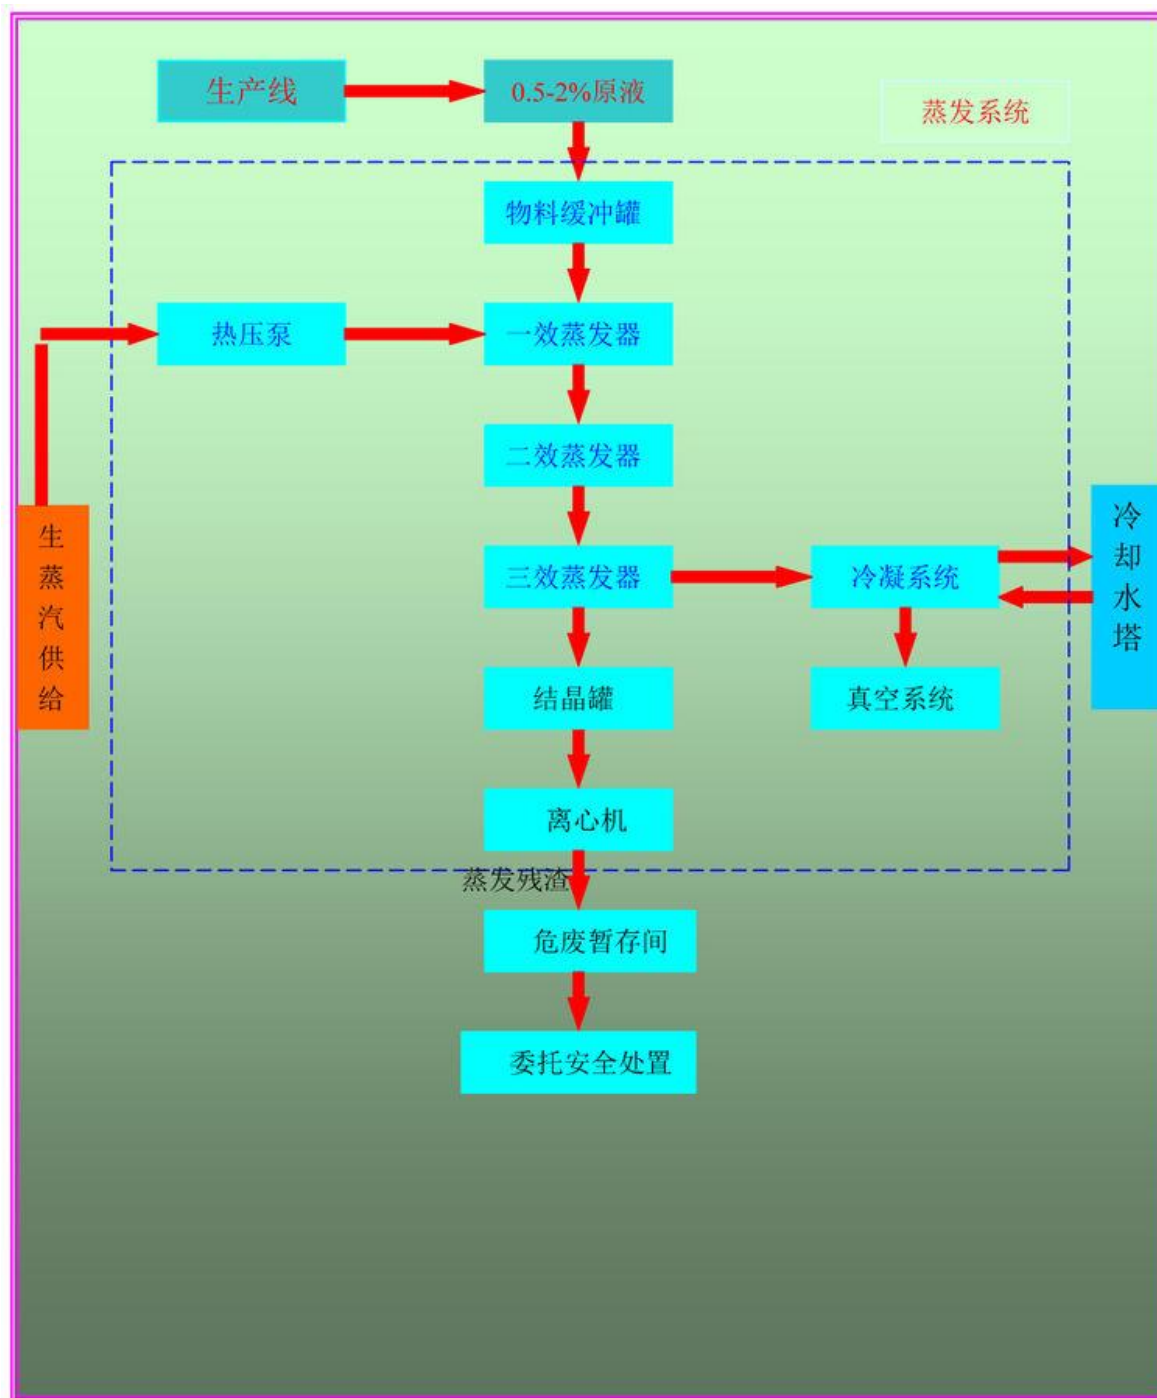 生产线
0.5-2%原液
蒸发系统
物料缓冲罐
热压泵
一效蒸发器
二效蒸发器
生蒸汽供给
冷却水塔
三效蒸发器
冷凝系统
结晶罐
真空系统
离心机
蒸发残渣
危废暂存间
委托安全处置